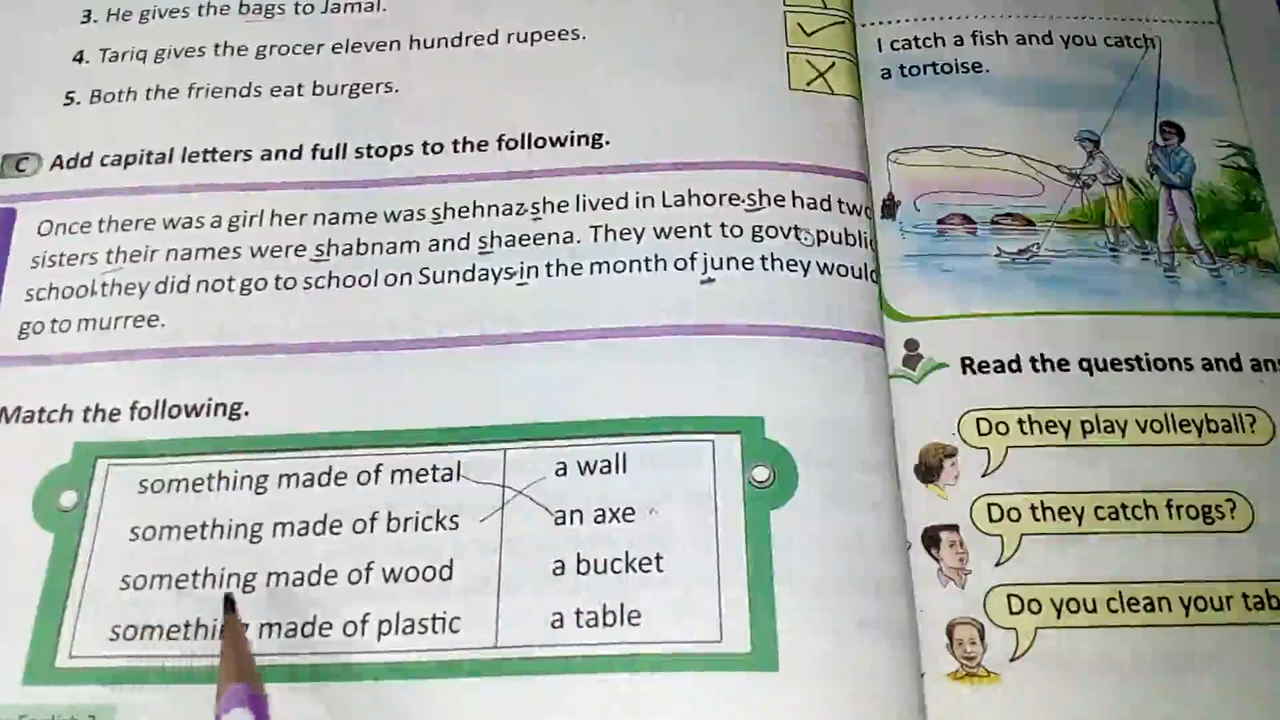 3. He gives the bags to Jamal.
4. Tariq gives the grocer eleven hundred rupees.
5. Both the friends eat burgers.
C Add capital letters and full stops to the following.
Once there was a girl her name was shehnaz.she lived in Lahore.she had two
sisters their names were shabnam and shaeena. They went to govt. public
school.they did not go to school on Sundays.in the month of june they would
go to murree.
Match the following.
something made of metal a wall
something made of bricks an axe
something made of wood a bucket
something made of plastic a table
I catch a fish and you catch
a tortoise.
Read the questions and
Do they play volleyball?
Do they catch frogs?
Do you clean your